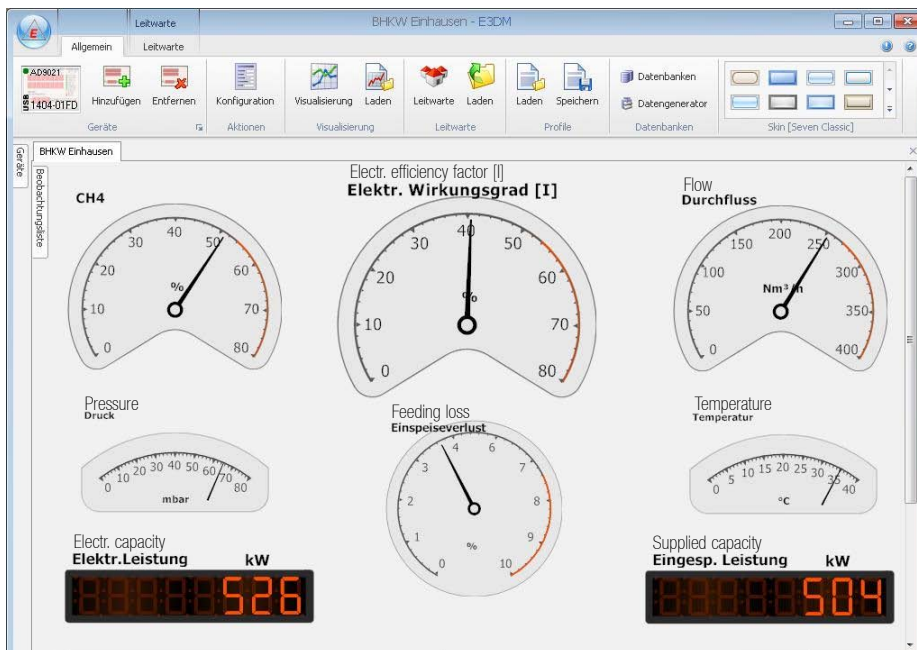 Leitwarte
BHKW Einhausen - E3DM
Allgemein Leitwarte
AD9021
USB
1404-01FD
Hinzufügen Entfernen Konfiguration Visualisierung Laden Leitwarte Laden Laden Speichern
Datenbanken
Datengenerator
Geräte Aktionen Visualisierung Leitwarte Profile Datenbanken Skin [Seven Classic]
Geräte
BHKW Einhausen
Beobachtungsliste
CH4
0 10 20 30 40 50 60 70 80
%
Electr. efficiency factor [I]
Elektr. Wirkungsgrad [I]
0 10 20 30 40 50 60 70 80
%
Flow
Durchfluss
0 50 100 150 200 250 300 350 400
Nm³/h
Pressure
Druck
0 10 20 30 40 50 60 70 80
mbar
Feeding loss
Einspeiseverlust
0 1 2 3 4 6 7 8 9 10
%
Temperature
Temperatur
0 5 10 15 20 25 30 35 40
°C
Electr. capacity
Elektr.Leistung kW
526
Supplied capacity
Eingesp. Leistung kW
504